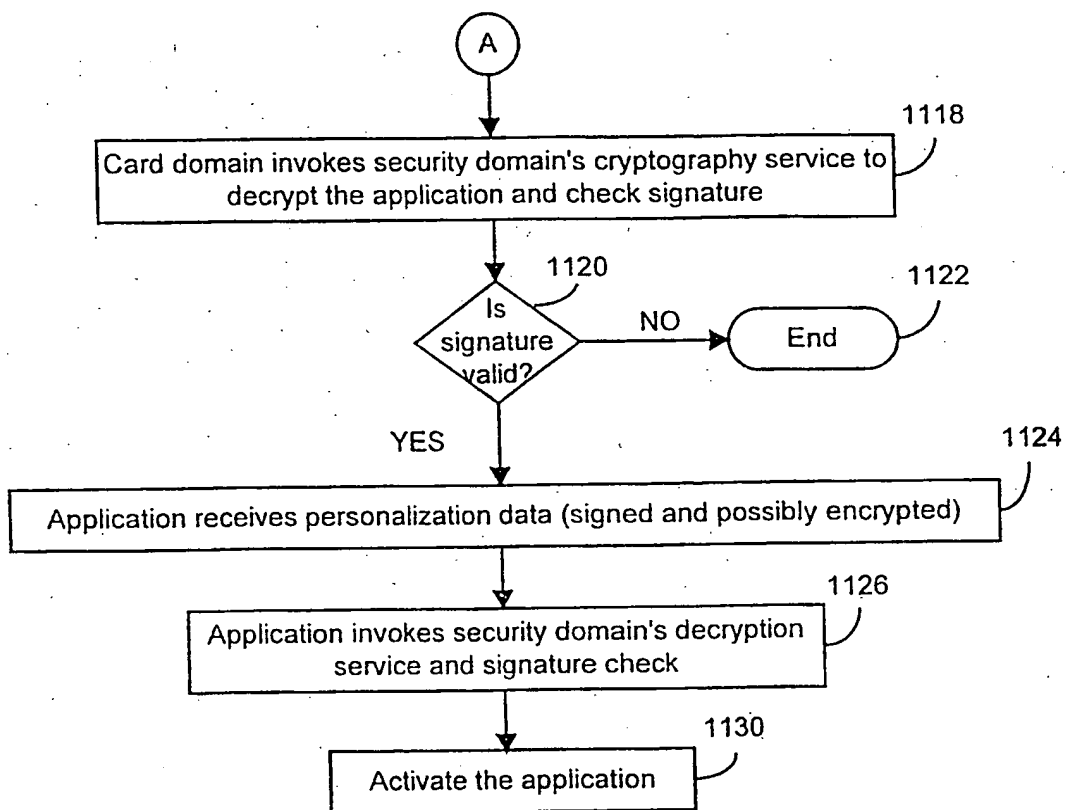 A
1118
Card domain invokes security domain's cryptography service to
decrypt the application and check signature
1120
1122
Is
signature
valid?
NO
End
YES
1124
Application receives personalization data (signed and possibly encrypted)
1126
Application invokes security domain's decryption
service and signature check
1130
Activate the application